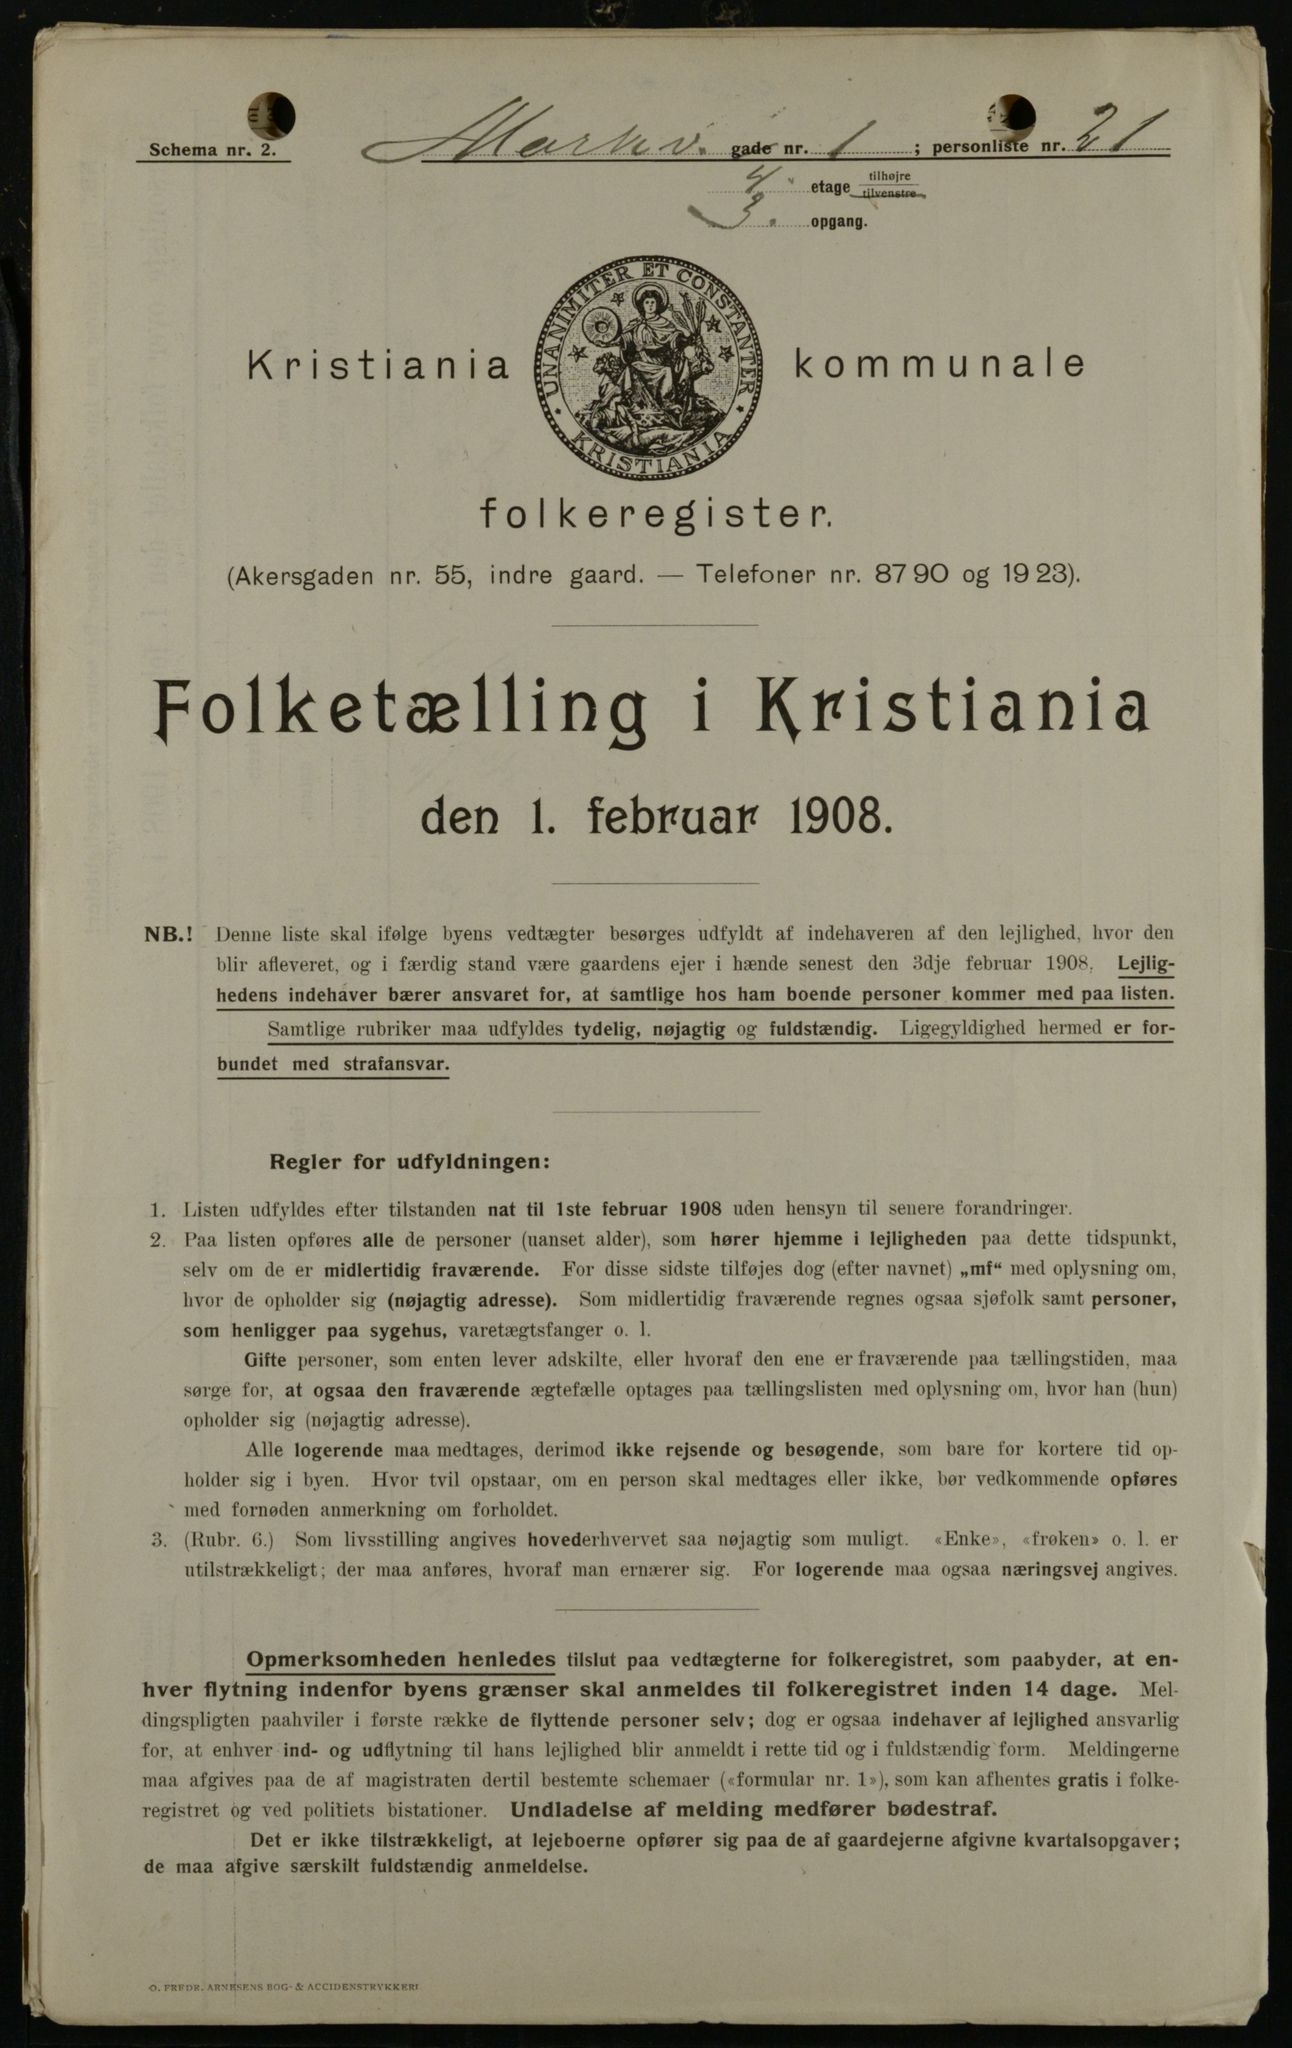 Schema nr. 2. Markv. gade nr. 1 ; personliste nr. 21
4. etage tilhøjre tilvenstre
3. opgang.
UNANIMITER ET CONSTANTER
KRISTIANIA
Kristiania kommunale
folkeregister.
(Akersgaden nr. 55, indre gaard. — Telefoner nr. 87 90 og 19 23).
Folketælling i Kristiania
den 1. februar 1908.
NB.! Denne liste skal ifølge byens vedtægter besørges udfyldt af indehaveren af den lejlighed, hvor den
blir afleveret, og i færdig stand være gaardens ejer i hænde senest den 3dje februar 1908. Lejlig-
hedens indehaver bærer ansvaret for, at samtlige hos ham boende personer kommer med paa listen.
Samtlige rubriker maa udfyldes tydelig, nøjagtig og fuldstændig. Ligegyldighed hermed er for-
bundet med strafansvar.
Regler for udfyldningen:
1. Listen udfyldes efter tilstanden nat til 1ste februar 1908 uden hensyn til senere forandringer.
2. Paa listen opføres alle de personer (uanset alder), som hører hjemme i lejligheden paa dette tidspunkt,
selv om de er midlertidig fraværende. For disse sidste tilføjes dog (efter navnet) „mf“ med oplysning om,
hvor de opholder sig (nøjagtig adresse). Som midlertidig fraværende regnes ogsaa sjøfolk samt personer,
som henligger paa sygehus, varetægtsfanger o. l.
Gifte personer, som enten lever adskilte, eller hvoraf den ene er fraværende paa tællingstiden, maa
sørge for, at ogsaa den fraværende ægtefælle optages paa tællingslisten med oplysning om, hvor han (hun)
opholder sig (nøjagtig adresse).
Alle logerende maa medtages, derimod ikke rejsende og besøgende, som bare for kortere tid op-
holder sig i byen. Hvor tvil opstaar, om en person skal medtages eller ikke, bør vedkommende opføres
med fornøden anmerkning om forholdet.
3. (Rubr. 6.) Som livsstilling angives hovederhvervet saa nøjagtig som muligt. «Enke», «frøken» o. l. er
utilstrækkeligt; der maa anføres, hvoraf man ernærer sig. For logerende maa ogsaa næringsvej angives.
Opmerksomheden henledes tilslut paa vedtægterne for folkeregistret, som paabyder, at en-
hver flytning indenfor byens grænser skal anmeldes til folkeregistret inden 14 dage. Mel-
dingspligten paahviler i første række de flyttende personer selv; dog er ogsaa indehaver af lejlighed ansvarlig
for, at enhver ind- og udflytning til hans lejlighed blir anmeldt i rette tid og i fuldstændig form. Meldingerne
maa afgives paa de af magistraten dertil bestemte schemaer («formular nr. 1»), som kan afhentes gratis i folke-
registret og ved politiets bistationer. Undladelse af melding medfører bødestraf.
Det er ikke tilstrækkeligt, at lejeboerne opfører sig paa de af gaardejerne afgivne kvartalsopgaver;
de maa afgive særskilt fuldstændig anmeldelse.
O. FREDR. ARNESENS BOG- & ACCIDENSTRYKKERI